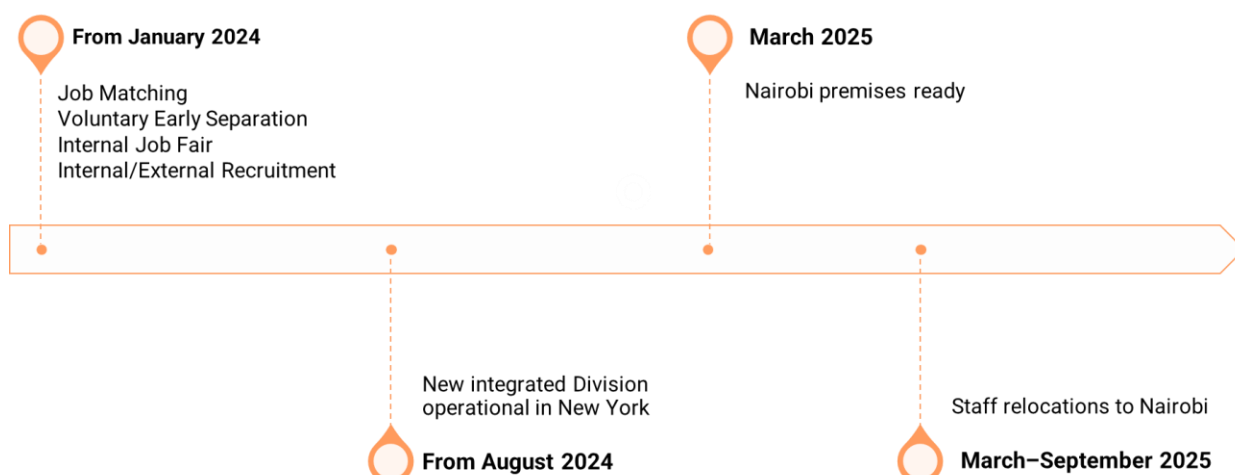 From January 2024
Job Matching
Voluntary Early Separation
Internal Job Fair
Internal/External Recruitment
March 2025
Nairobi premises ready
New integrated Division
operational in New York
From August 2024
Staff relocations to Nairobi
March–September 2025